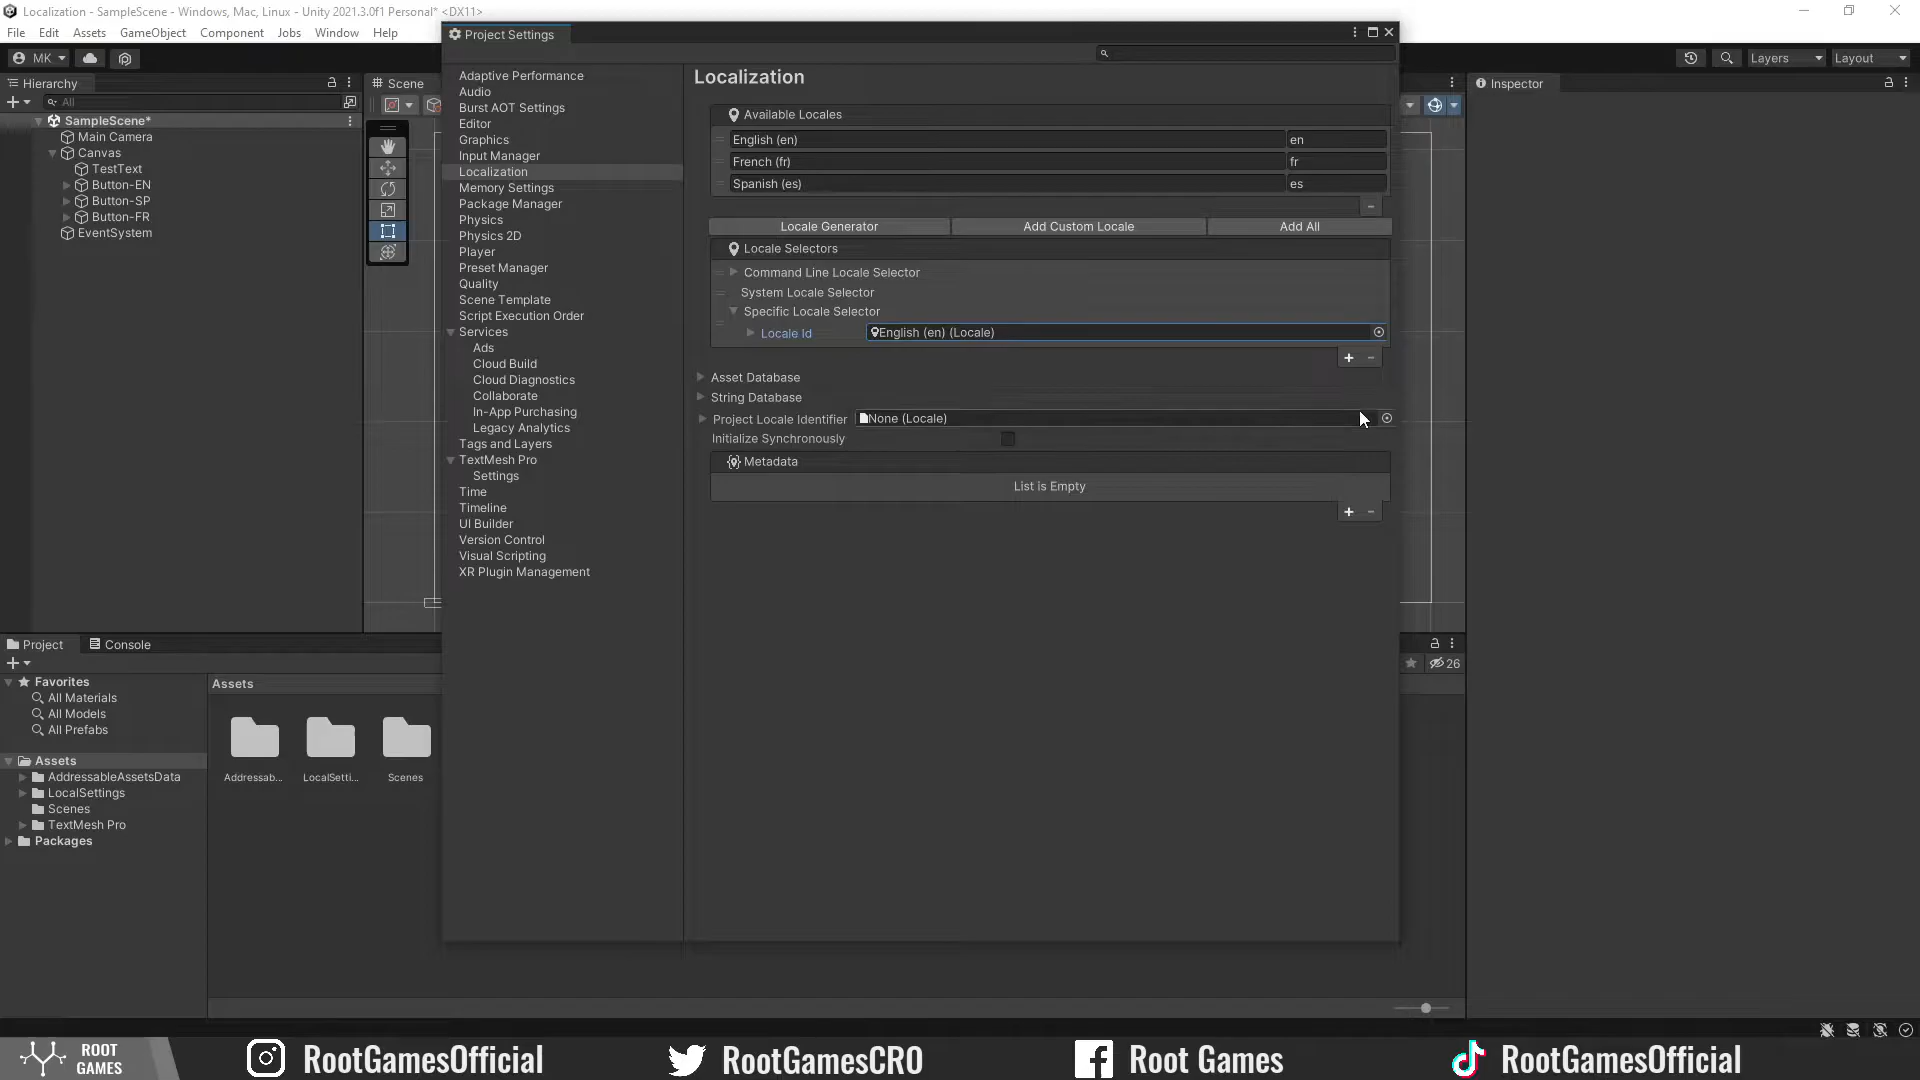 Localization - SampleScene - Windows, Mac, Linux - Unity 2021.3.0f1 Personal* <DX11>
File Edit Assets GameObject Component Jobs Window Help
Project Settings
MK
Layers
Layout
Hierarchy
All
SampleScene*
Main Camera
Canvas
TestText
Button-EN
Button-SP
Button-FR
EventSystem
Scene
Adaptive Performance
Audio
Burst AOT Settings
Editor
Graphics
Input Manager
Localization
Memory Settings
Package Manager
Physics
Physics 2D
Player
Preset Manager
Quality
Scene Template
Script Execution Order
Services
Ads
Cloud Build
Cloud Diagnostics
Collaborate
In-App Purchasing
Legacy Analytics
Tags and Layers
TextMesh Pro
Settings
Time
Timeline
UI Builder
Version Control
Visual Scripting
XR Plugin Management
Localization
Available Locales
English (en) en
French (fr) fr
Spanish (es) es
Locale Generator Add Custom Locale Add All
Locale Selectors
Command Line Locale Selector
System Locale Selector
Specific Locale Selector
Locale Id English (en) (Locale)
Asset Database
String Database
Project Locale Identifier None (Locale)
Initialize Synchronously
Metadata
List is Empty
Inspector
Project Console
26
Favorites
All Materials
All Models
All Prefabs
Assets
AddressableAssetsData
LocalSettings
Scenes
TextMesh Pro
Packages
Assets
Addressab... LocalSetti... Scenes
ROOT
GAMES
RootGamesOfficial
RootGamesCRO
Root Games
RootGamesOfficial